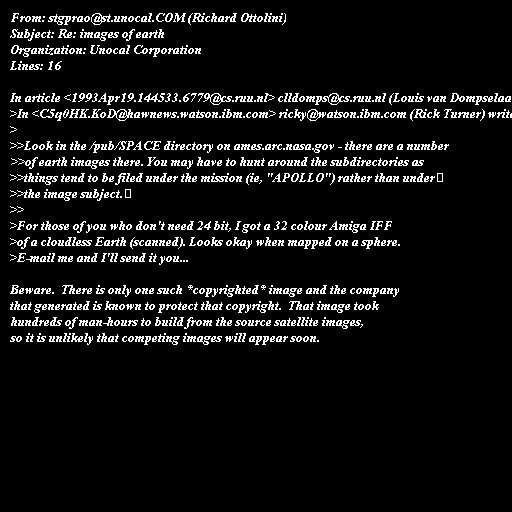 From: stgprao@st.unocal.COM (Richard Ottolini)
Subject: Re: images of earth
Organization: Unocal Corporation
Lines: 16

In article <1993Apr19.144533.6779@cs.ruu.nl> clldomps@cs.ruu.nl (Louis van Dompselaa
>In <C5q0HK.KoD@hawnews.watson.ibm.com> ricky@watson.ibm.com (Rick Turner) write
>
>>Look in the /pub/SPACE directory on ames.arc.nasa.gov - there are a number
>>of earth images there. You may have to hunt around the subdirectories as
>>things tend to be filed under the mission (ie, "APOLLO") rather than under
>>the image subject.
>>
>For those of you who don't need 24 bit, I got a 32 colour Amiga IFF
>of a cloudless Earth (scanned). Looks okay when mapped on a sphere.
>E-mail me and I'll send it you...

Beware.  There is only one such *copyrighted* image and the company
that generated is known to protect that copyright.  That image took
hundreds of man-hours to build from the source satellite images,
so it is unlikely that competing images will appear soon.